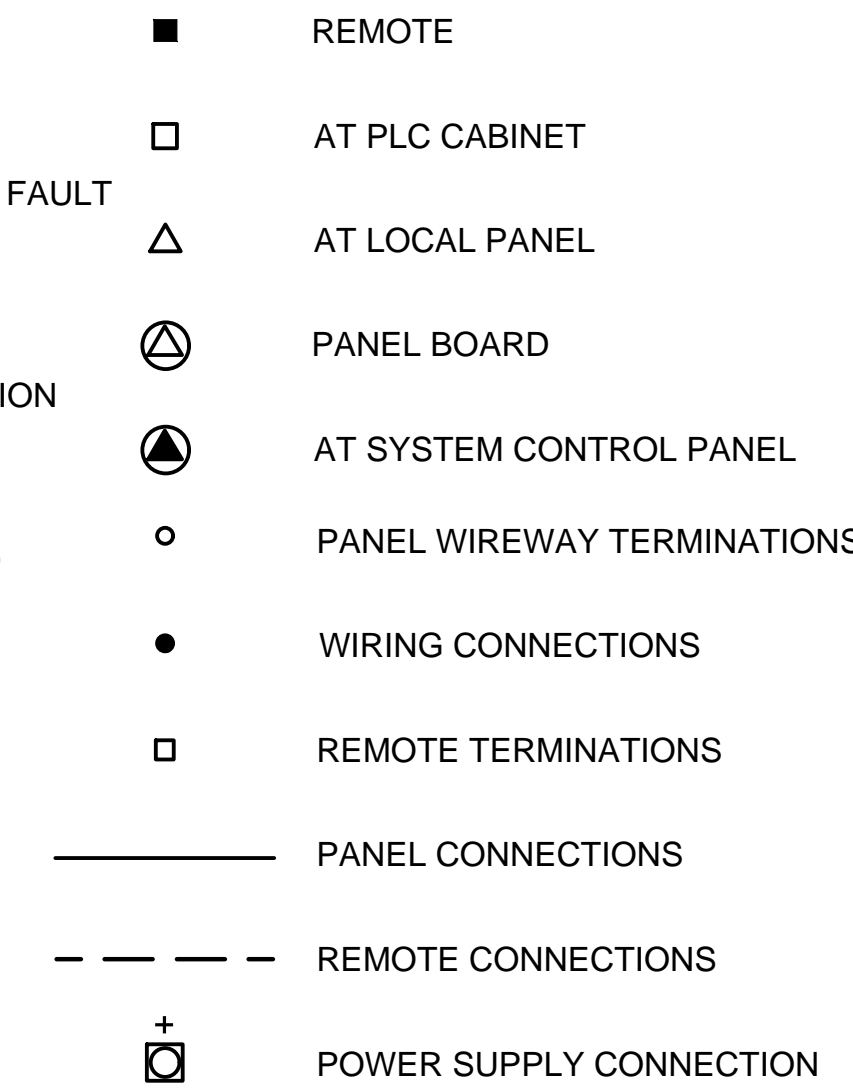 REMOTE
AT PLC CABINET
FAULT
AT LOCAL PANEL
PANEL BOARD
AT SYSTEM CONTROL PANEL
PANEL WIREWAY TERMINATIONS
WIRING CONNECTIONS
REMOTE TERMINATIONS
PANEL CONNECTIONS
REMOTE CONNECTIONS
+
POWER SUPPLY CONNECTION